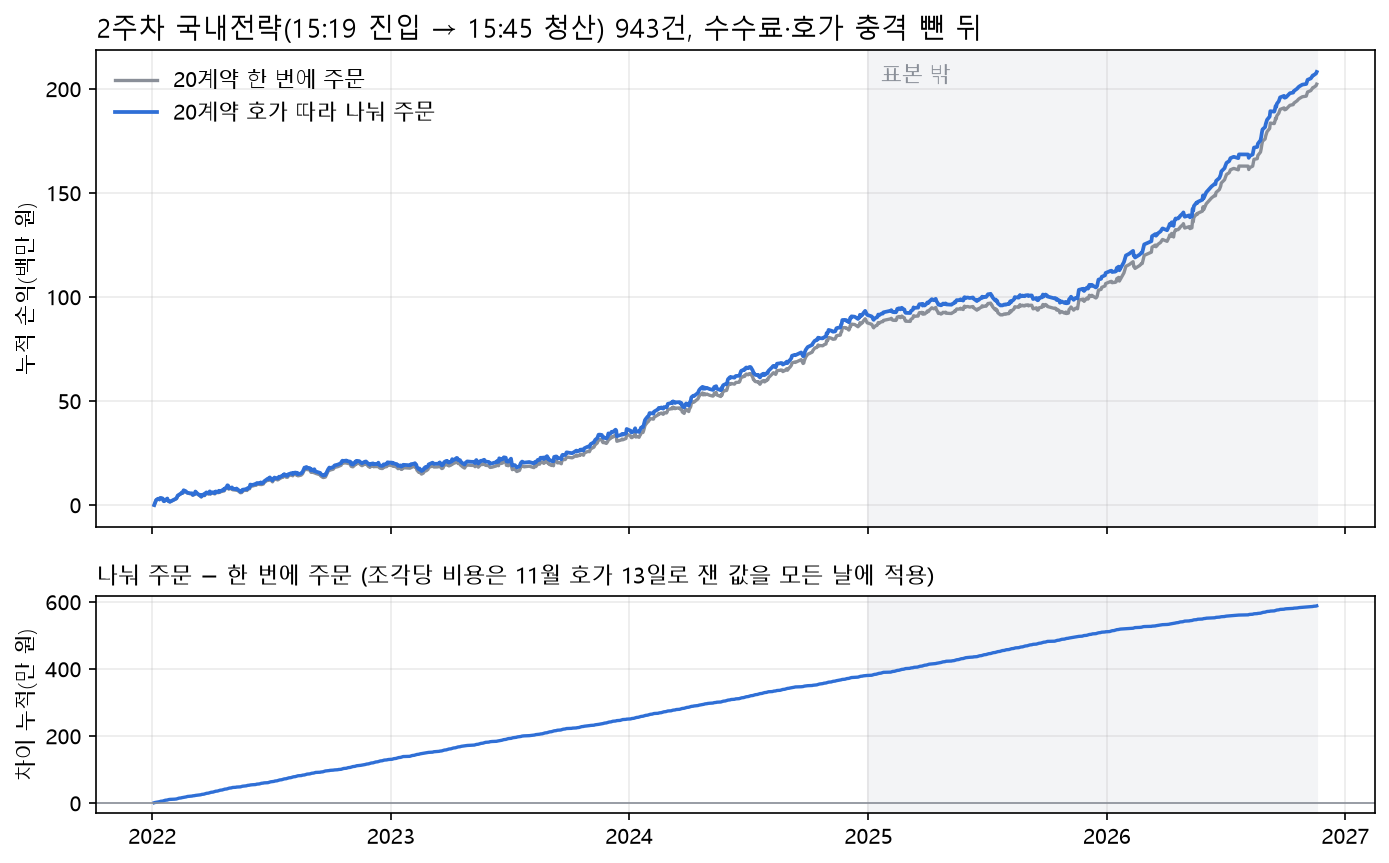 2주차 국내전략(15:19 진입 → 15:45 청산) 943건, 수수료·호가 충격 뺀 뒤
20계약 한 번에 주문
20계약 호가 따라 나눠 주문
표본 밖
누적 손익(백만 원)
200
150
100
50
0
나눠 주문 − 한 번에 주문 (조각당 비용은 11월 호가 13일로 잰 값을 모든 날에 적용)
차이 누적(만 원)
600
400
200
0
2022 2023 2024 2025 2026 2027